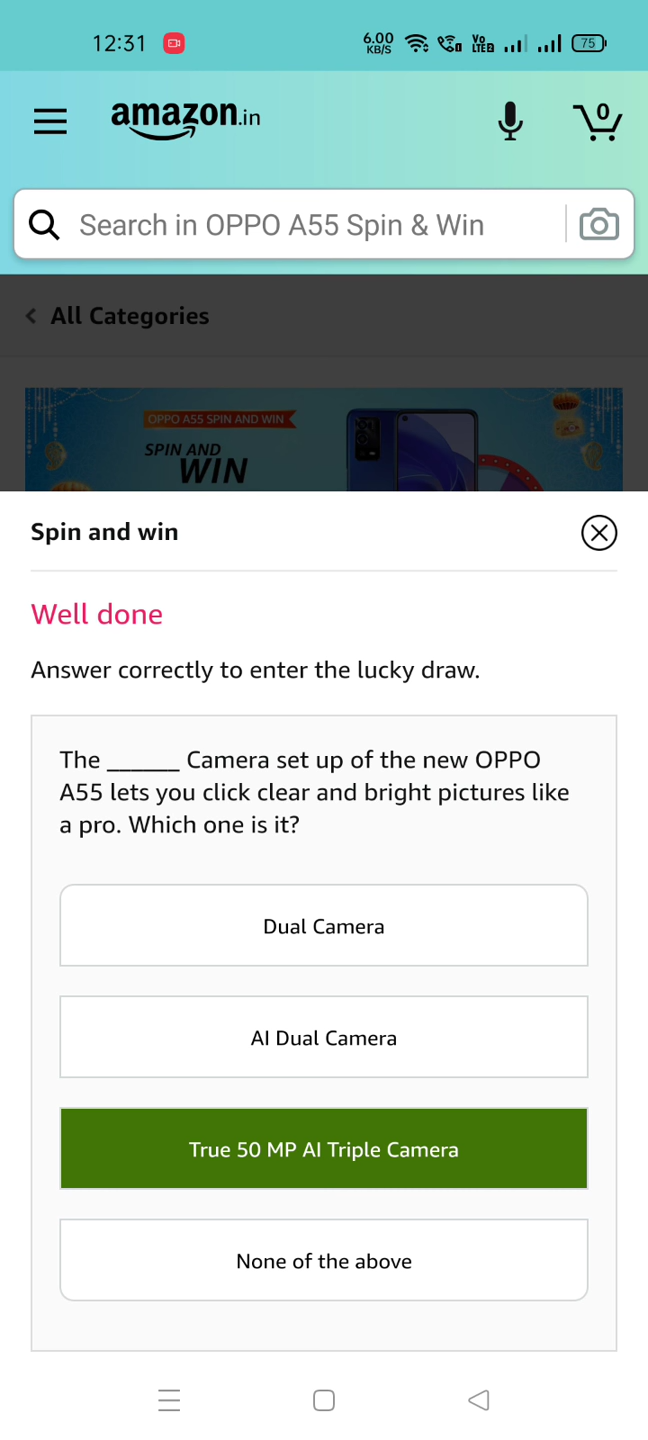 12:31
6.00 KB/S
Vo LTE2
75
amazon.in
0
Search in OPPO A55 Spin & Win
All Categories
OPPO A55 SPIN AND WIN
SPIN AND
WIN
Spin and win
Well done
Answer correctly to enter the lucky draw.
The ______ Camera set up of the new OPPO
A55 lets you click clear and bright pictures like
a pro. Which one is it?
Dual Camera
AI Dual Camera
True 50 MP AI Triple Camera
None of the above